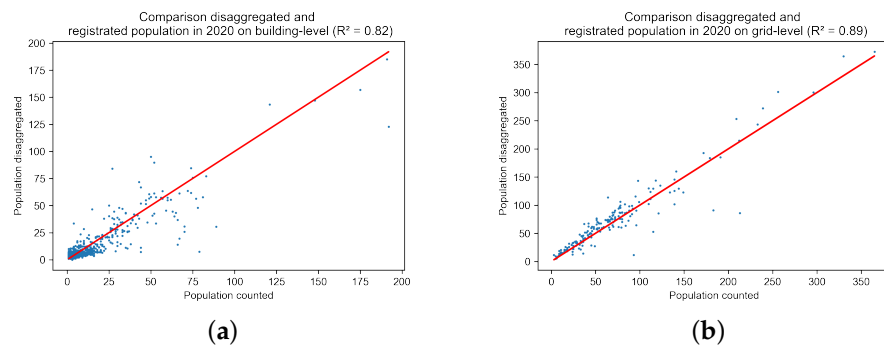 Comparison disaggregated and
registrated population in 2020 on building-level (R² = 0.82)
200
175
150
125
100
75
50
25
0
Population disaggregated
0 25 50 75 100 125 150 175 200
Population counted
(a)
Comparison disaggregated and
registrated population in 2020 on grid-level (R² = 0.89)
350
300
250
200
150
100
50
0
Population disaggregated
0 50 100 150 200 250 300 350
Population counted
(b)